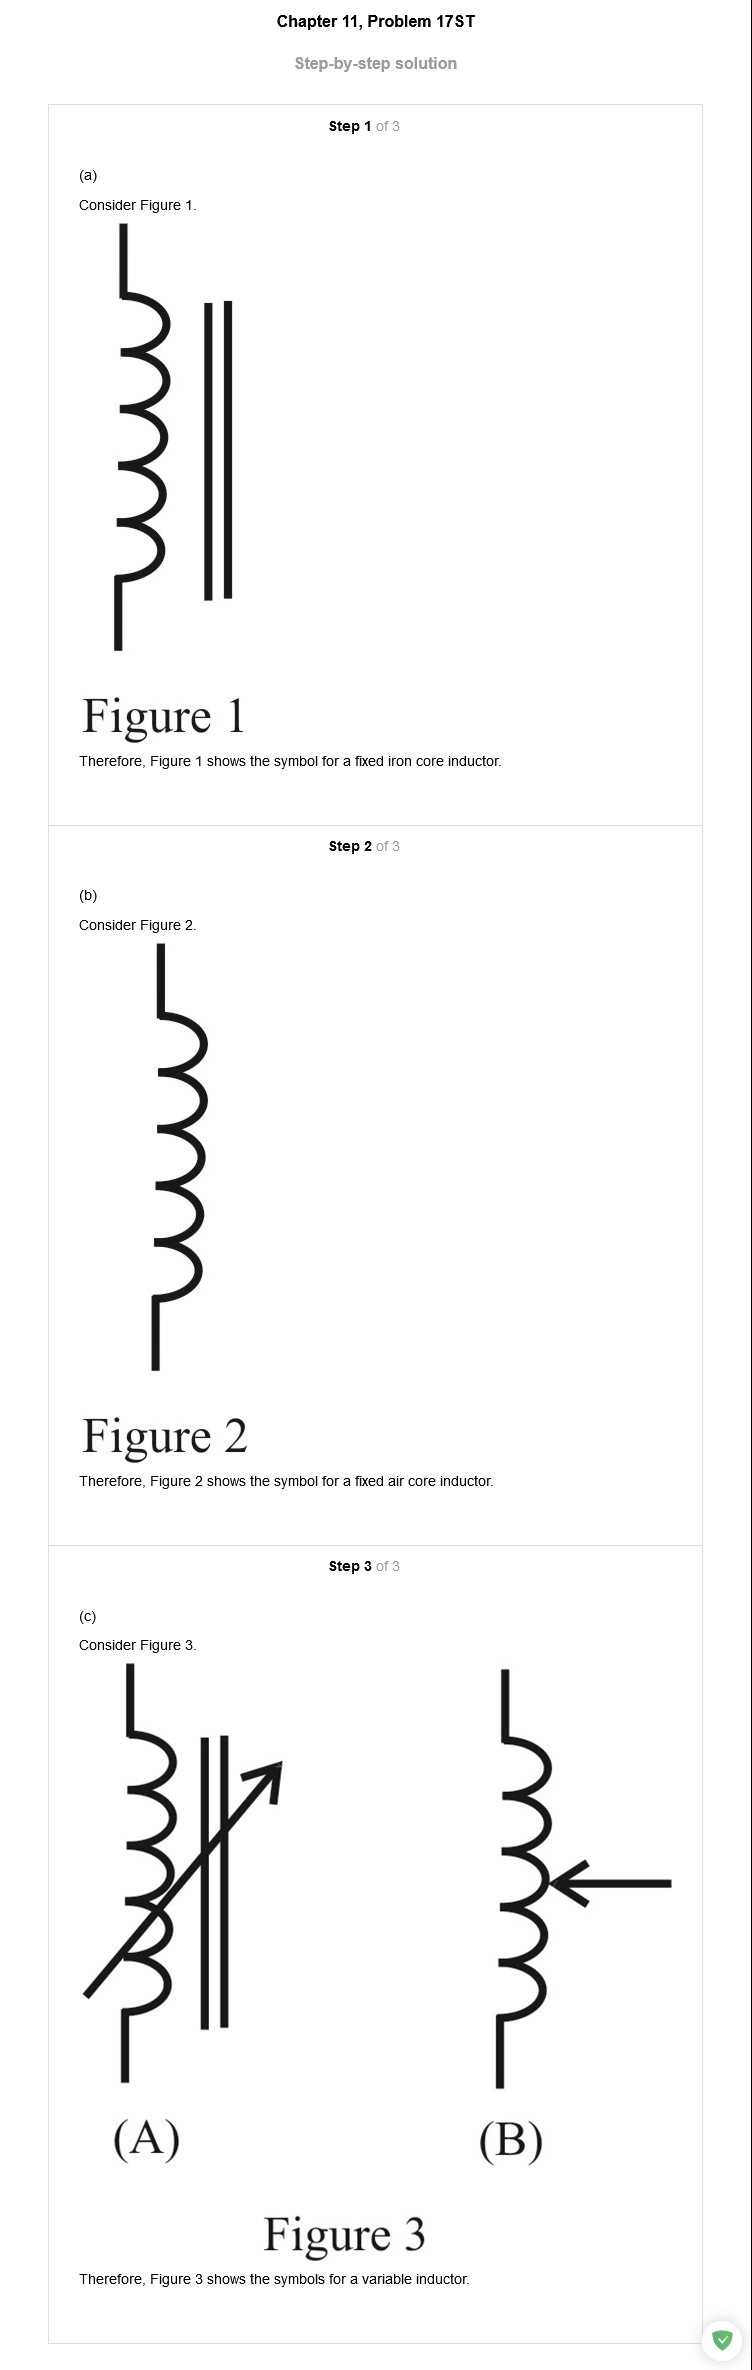 Chapter 11, Problem 17ST
Step-by-step solution
Step 1 of 3
(a)
Consider Figure 1.
Figure 1
Therefore, Figure 1 shows the symbol for a fixed iron core inductor.
Step 2 of 3
(b)
Consider Figure 2.
Figure 2
Therefore, Figure 2 shows the symbol for a fixed air core inductor.
Step 3 of 3
(c)
Consider Figure 3.
(A) (B)
Figure 3
Therefore, Figure 3 shows the symbols for a variable inductor.